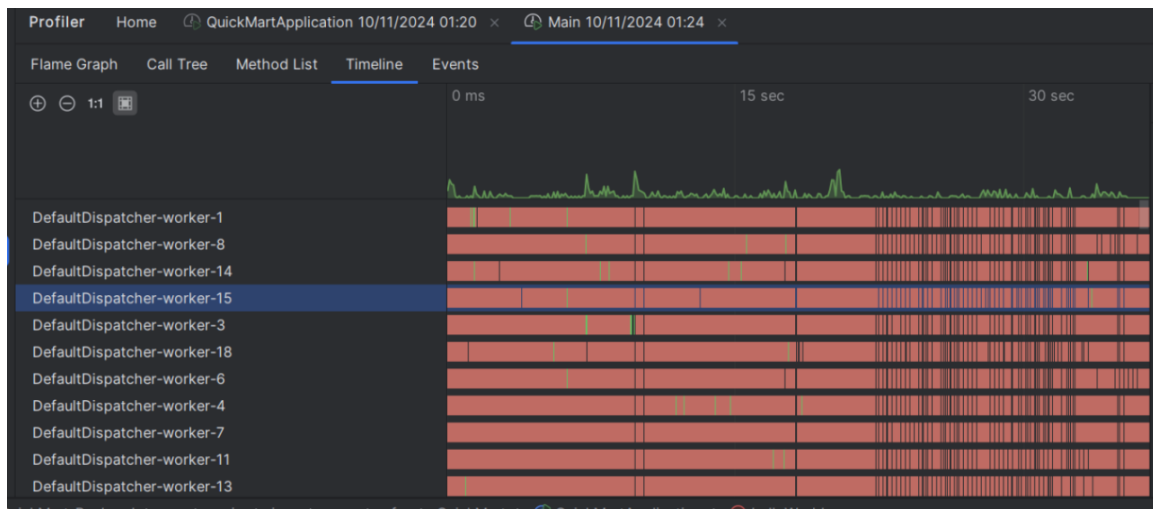 Profiler Home QuickMartApplication 10/11/2024 01:20 × Main 10/11/2024 01:24 ×
Flame Graph Call Tree Method List Timeline Events
1:1 0 ms 15 sec 30 sec
DefaultDispatcher-worker-1
DefaultDispatcher-worker-8
DefaultDispatcher-worker-14
DefaultDispatcher-worker-15
DefaultDispatcher-worker-3
DefaultDispatcher-worker-18
DefaultDispatcher-worker-6
DefaultDispatcher-worker-4
DefaultDispatcher-worker-7
DefaultDispatcher-worker-11
DefaultDispatcher-worker-13